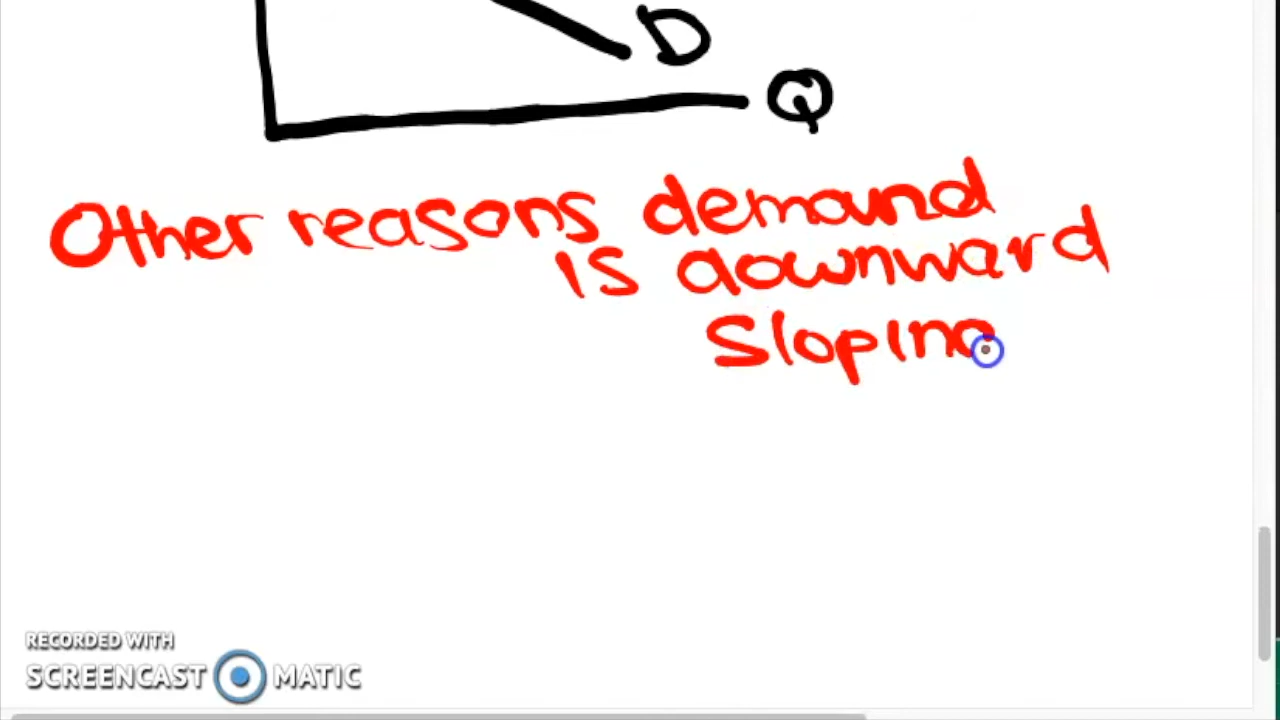 D
Q
Other reasons demand
is downward
Sloping
RECORDED WITH
SCREENCAST MATIC